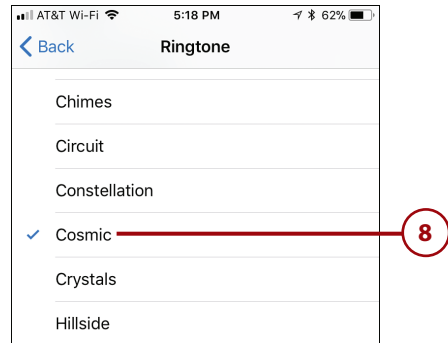 AT&T Wi-Fi 5:18 PM 62%
Back Ringtone
Chimes
Circuit
Constellation
Cosmic 8
Crystals
Hillside